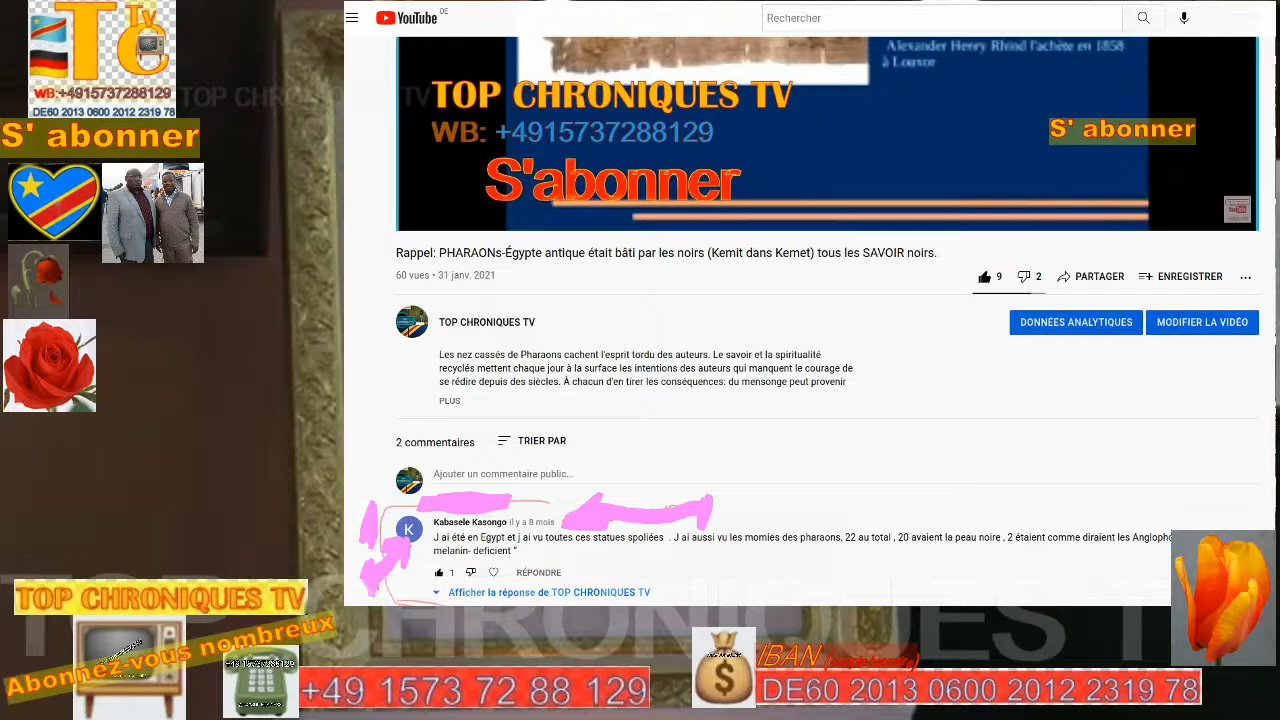 Tv
Tc
WB:+4915737288129
DE60 2013 0600 2012 2319 78
S' abonner
YouTube DE
Rechercher
Alexander Henry Rhind l'achète en 1858
à Louvor
TOP CHRONIQUES TV
WB: +4915737288129
S'abonner
S' abonner
Rappel: PHARAONs-Égypte antique était bâti par les noirs (Kemit dans Kemet) tous les SAVOIR noirs.
60 vues • 31 janv. 2021
9 2 PARTAGER ENREGISTRER
TOP CHRONIQUES TV
DONNÉES ANALYTIQUES
MODIFIER LA VIDÉO
Les nez cassés de Pharaons cachent l'esprit tordu des auteurs. Le savoir et la spiritualité
recyclés mettent chaque jour à la surface les intentions des auteurs qui manquent le courage de
se rédire depuis des siècles. À chacun d'en tirer les conséquences: du mensonge peut provenir
PLUS
2 commentaires TRIER PAR
Ajouter un commentaire public...
K
Kabasele Kasongo il y a 8 mois
J ai été en Egypt et j ai vu toutes ces statues spoliées . J ai aussi vu les momies des pharaons, 22 au total , 20 avaient la peau noire , 2 étaient comme diraient les Anglopho
melanin- deficient "
1 RÉPONDRE
Afficher la réponse de TOP CHRONIQUES TV
TOP CHRONIQUES TV
TOP CHRONIQUES TV
Abonnez-vous nombreux
+49 1573 72 88 129
IBAN
DE60 2013 0600 2012 2319 78